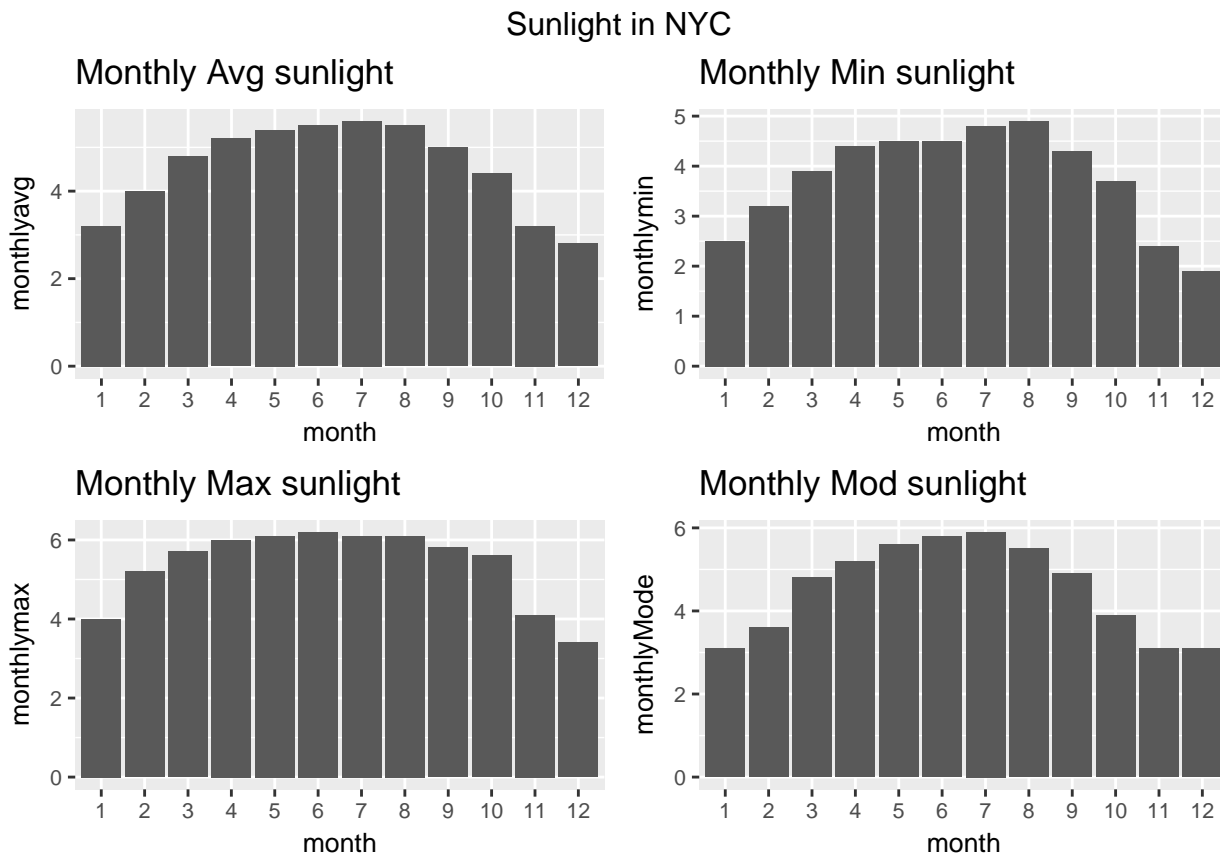 Sunlight in NYC
Monthly Avg sunlight
monthlyavg
4
2
0
1 2 3 4 5 6 7 8 9 10 11 12
month
Monthly Min sunlight
monthlymin
5
4
3
2
1
0
1 2 3 4 5 6 7 8 9 10 11 12
month
Monthly Max sunlight
monthlymax
6
4
2
0
1 2 3 4 5 6 7 8 9 10 11 12
month
Monthly Mod sunlight
monthlyMode
6
4
2
0
1 2 3 4 5 6 7 8 9 10 11 12
month